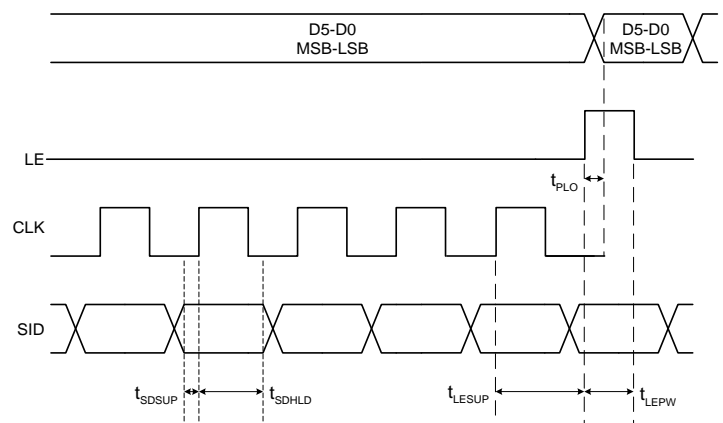 D5-D0 D5-D0
MSB-LSB MSB-LSB
LE
tPLO
CLK
SID
tSDSUP tSDHLD tLESUP tLEPW